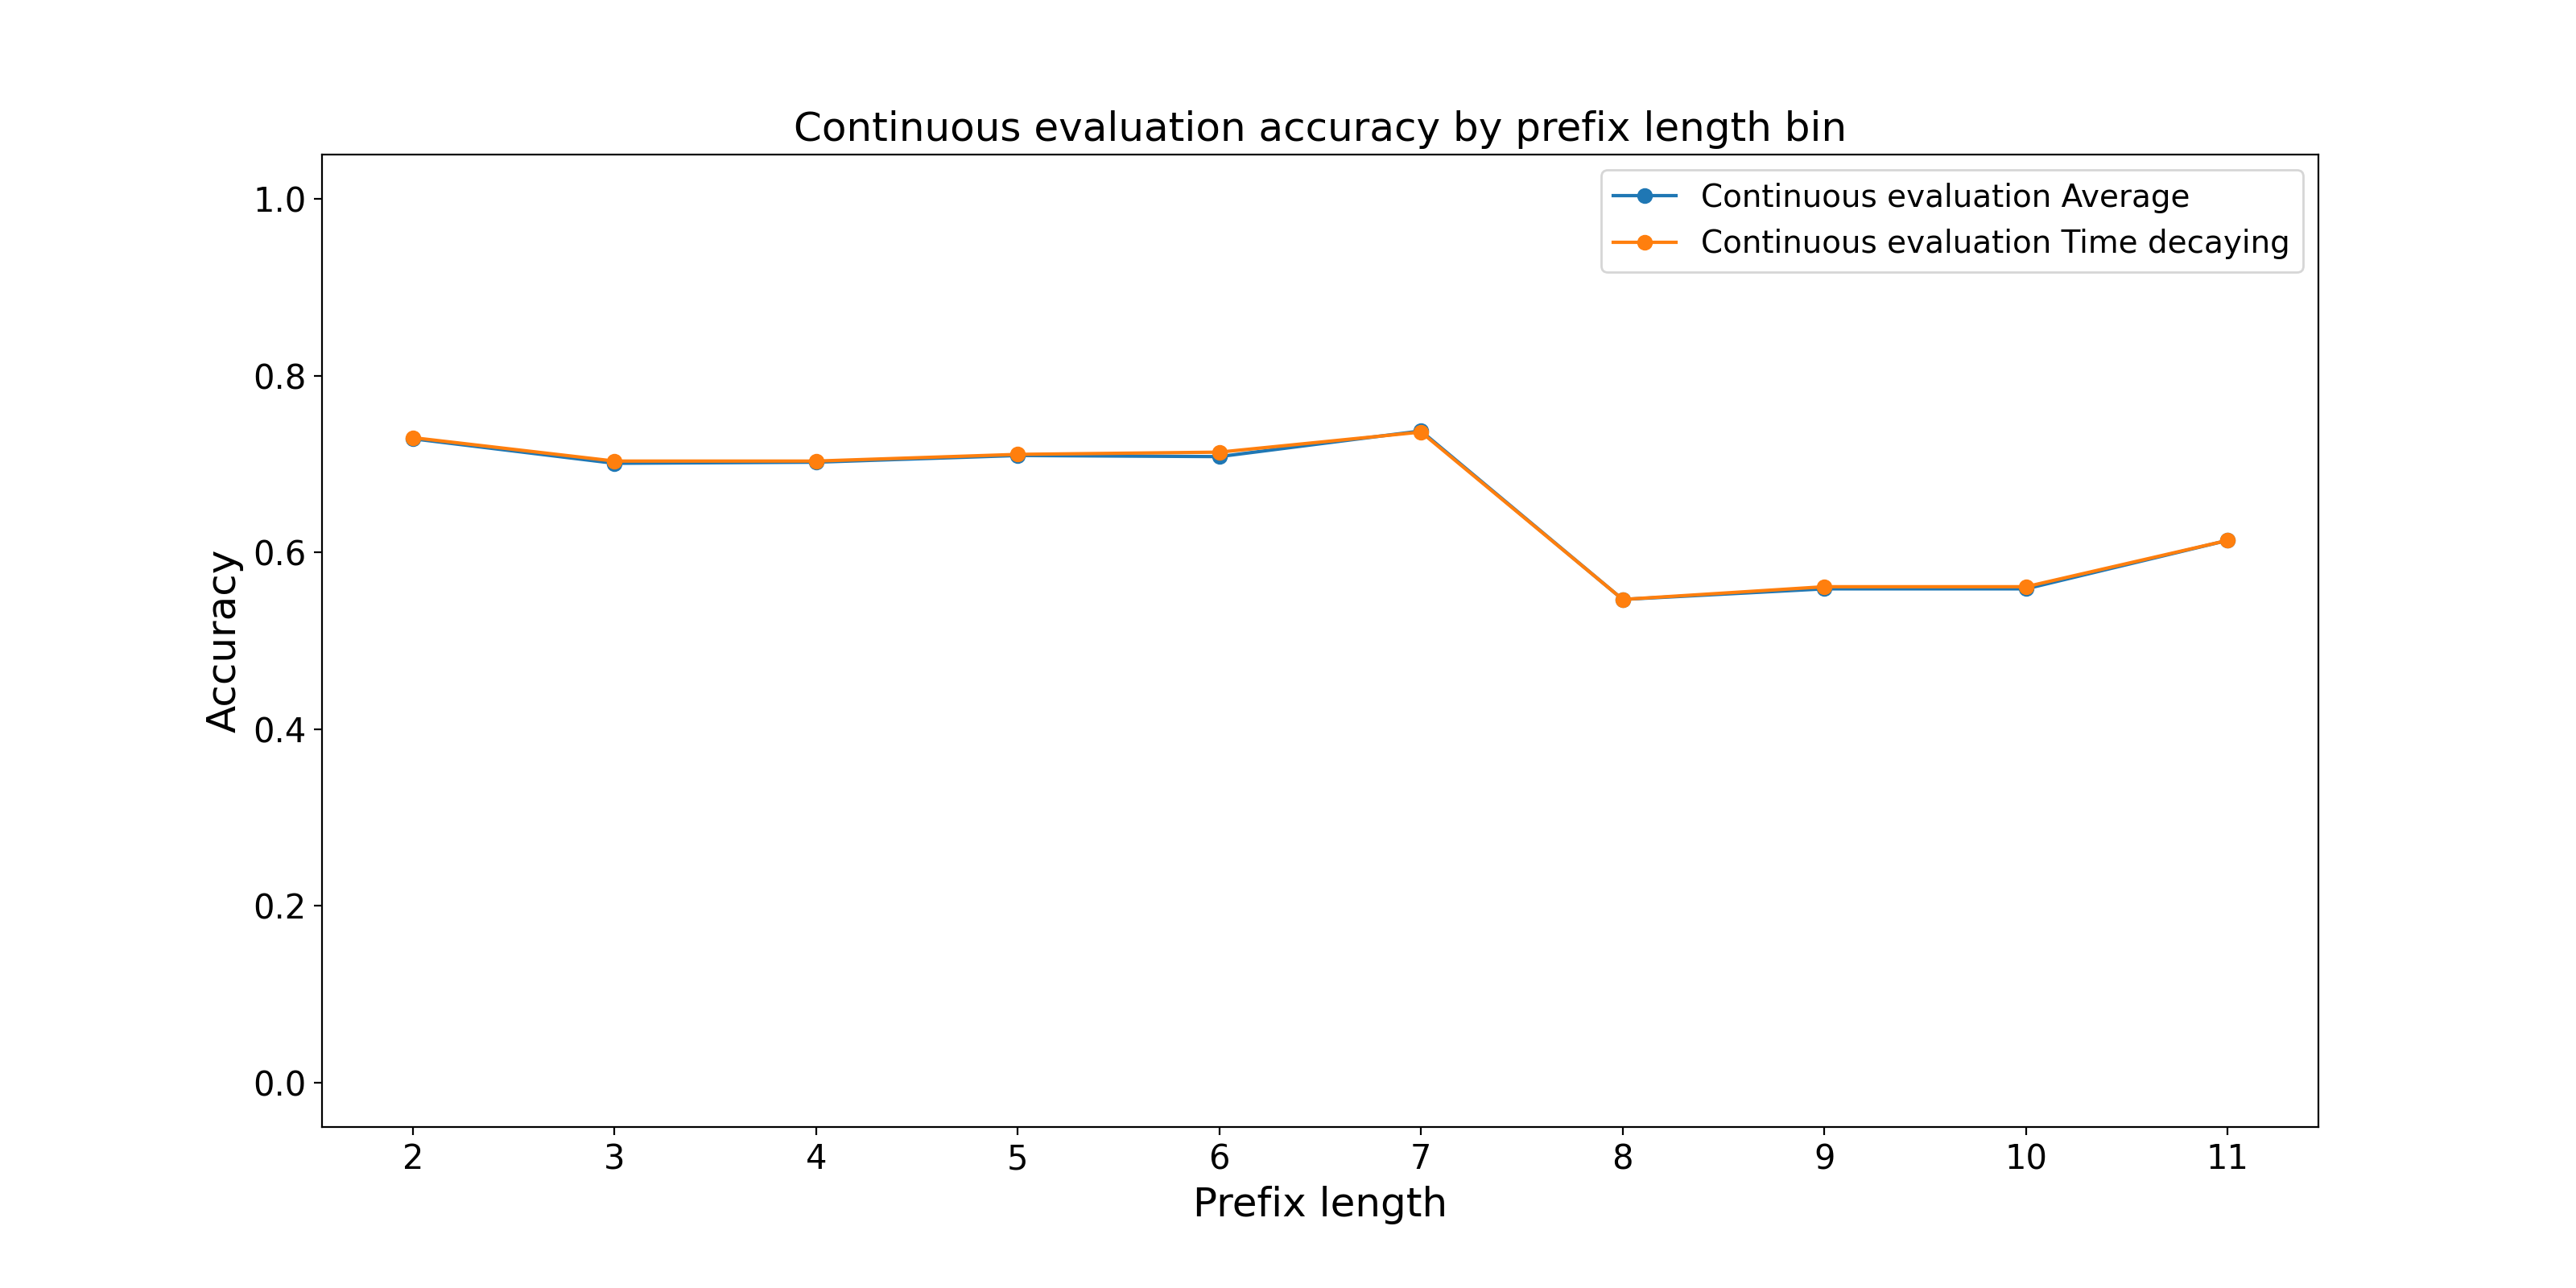 Continuous evaluation accuracy by prefix length bin
Continuous evaluation Average
Continuous evaluation Time decaying
1.0
0.8
0.6
0.4
0.2
0.0
Accuracy
2 3 4 5 6 7 8 9 10 11
Prefix length